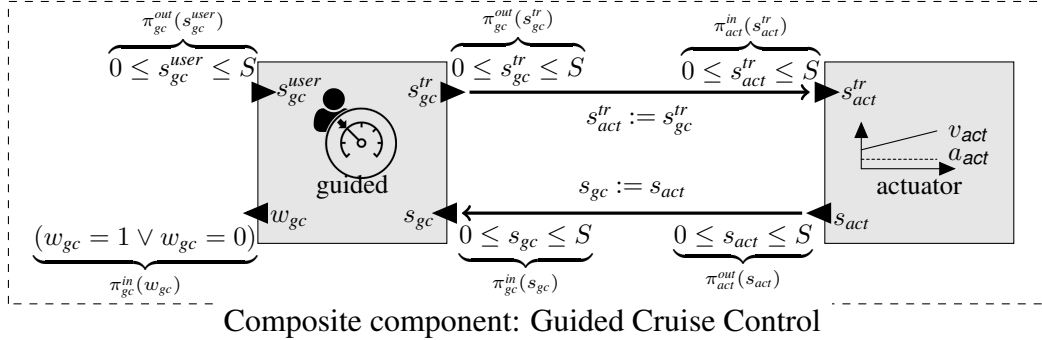 π_gc^out(s_gc^user) π_gc^out(s_gc^tr) π_act^in(s_act^tr)
0 ≤ s_gc^user ≤ S 0 ≤ s_gc^tr ≤ S 0 ≤ s_act^tr ≤ S
s_gc^user s_gc^tr s_act^tr
s_act^tr := s_gc^tr
v_act
a_act
guided s_gc := s_act actuator
w_gc s_gc s_act
(w_gc = 1 ∨ w_gc = 0) 0 ≤ s_gc ≤ S 0 ≤ s_act ≤ S
π_gc^in(w_gc) π_gc^in(s_gc) π_act^out(s_act)
Composite component: Guided Cruise Control